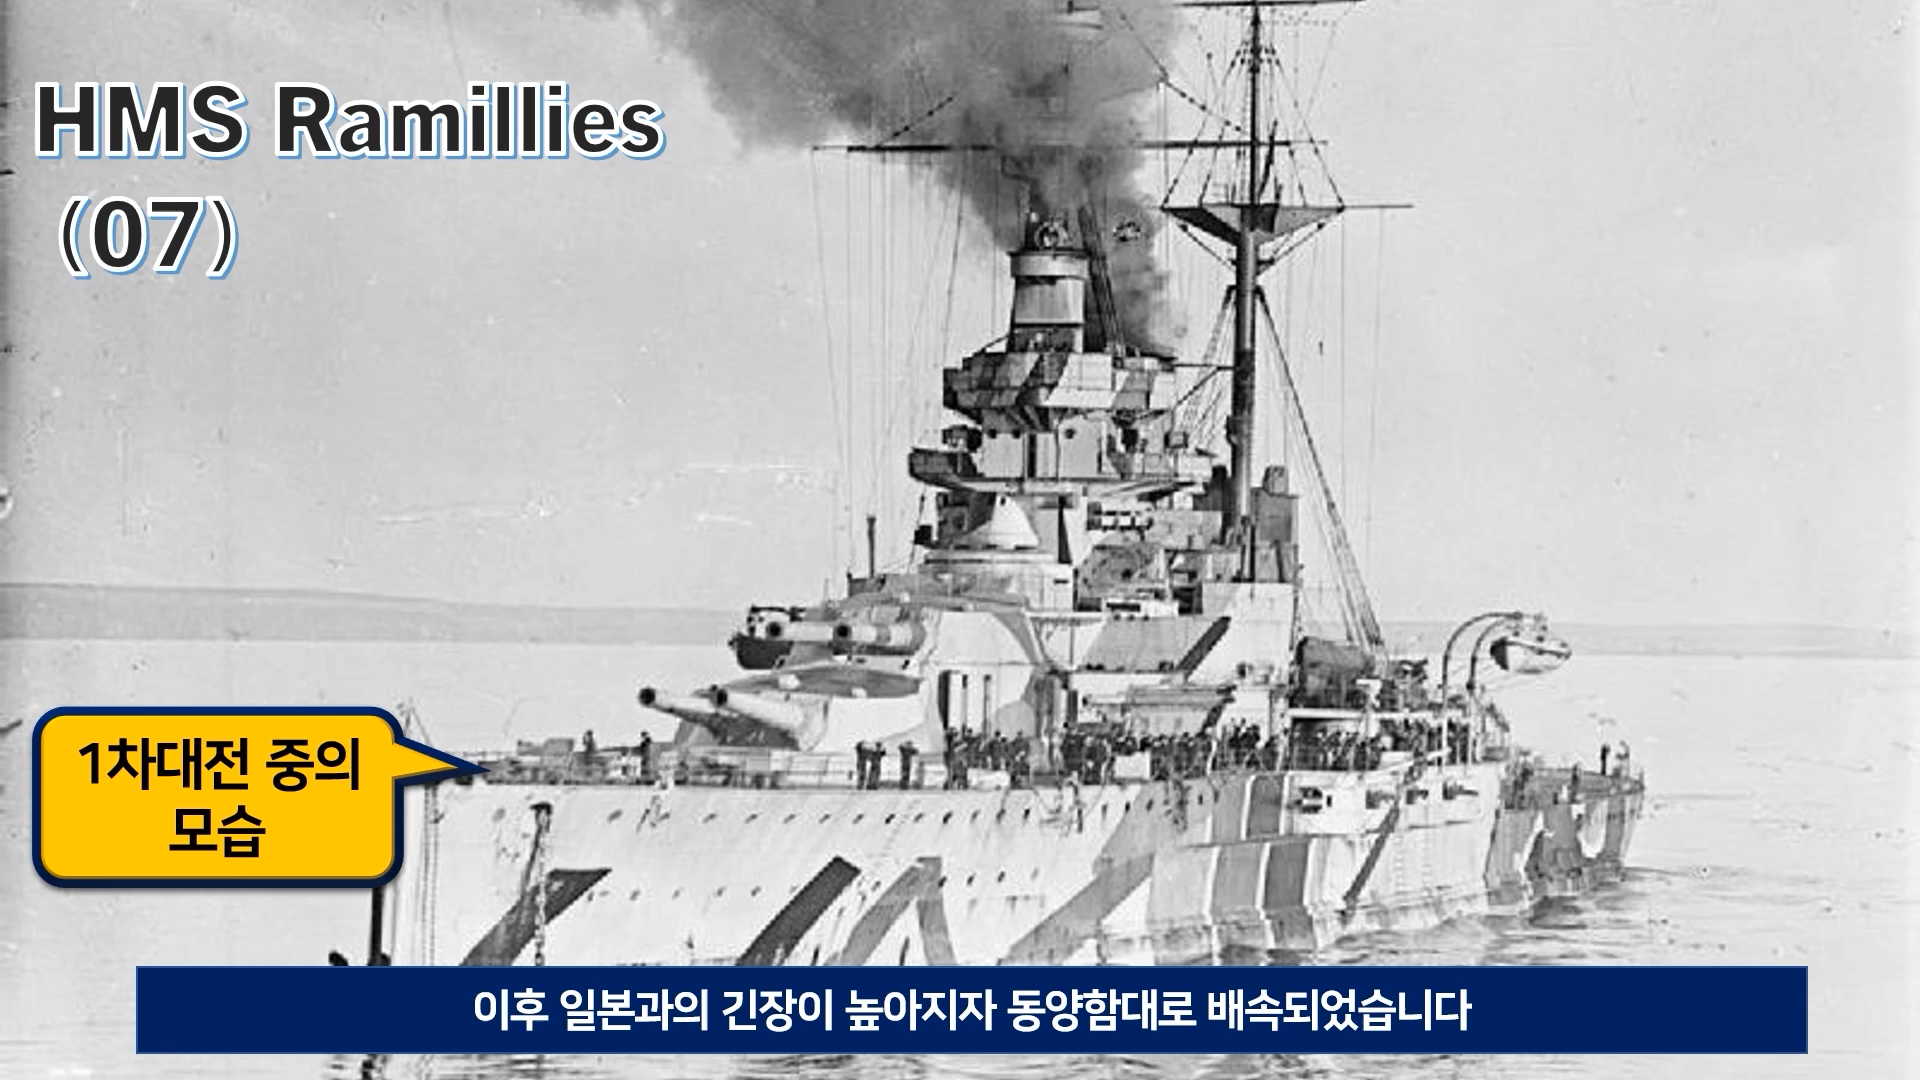 HMS Ramillies
(07)
1차대전 중의
모습
이후 일본과의 긴장이 높아지자 동양함대로 배속되었습니다